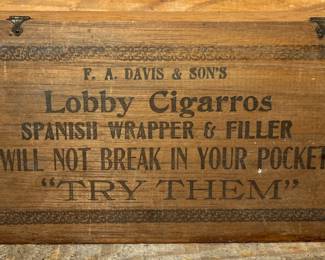 F. A. DAVIS & SON'S
Lobby Cigarros
SPANISH WRAPPER & FILLER
WILL NOT BREAK IN YOUR POCKET
"TRY THEM"